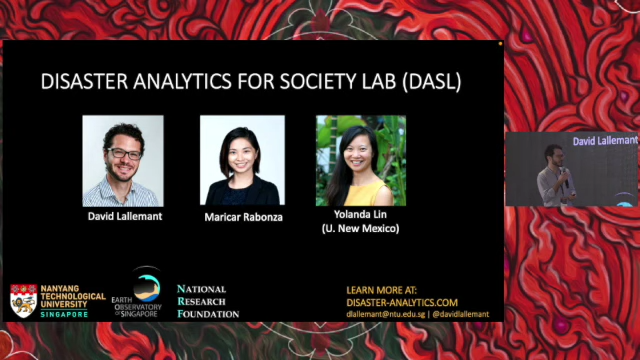 DISASTER ANALYTICS FOR SOCIETY LAB (DASL)
David Lallemant
Maricar Rabonza
Yolanda Lin
(U. New Mexico)
David Lallemant
NANYANG
TECHNOLOGICAL
UNIVERSITY
SINGAPORE
EARTH
OBSERVATORY
OF SINGAPORE
NATIONAL
RESEARCH
FOUNDATION
LEARN MORE AT:
DISASTER-ANALYTICS.COM
dlallemant@ntu.edu.sg | @davidlallemant